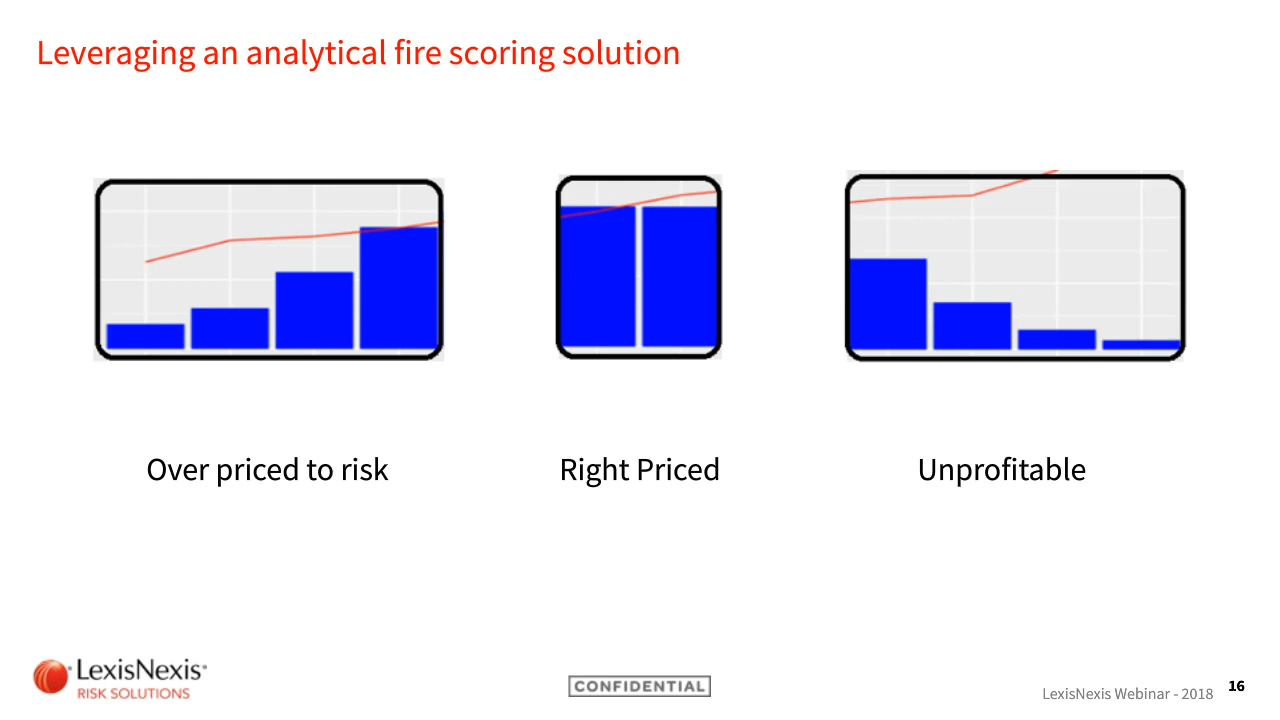 Leveraging an analytical fire scoring solution
Over priced to risk
Right Priced
Unprofitable
LexisNexis®
RISK SOLUTIONS
CONFIDENTIAL
LexisNexis Webinar - 2018
16